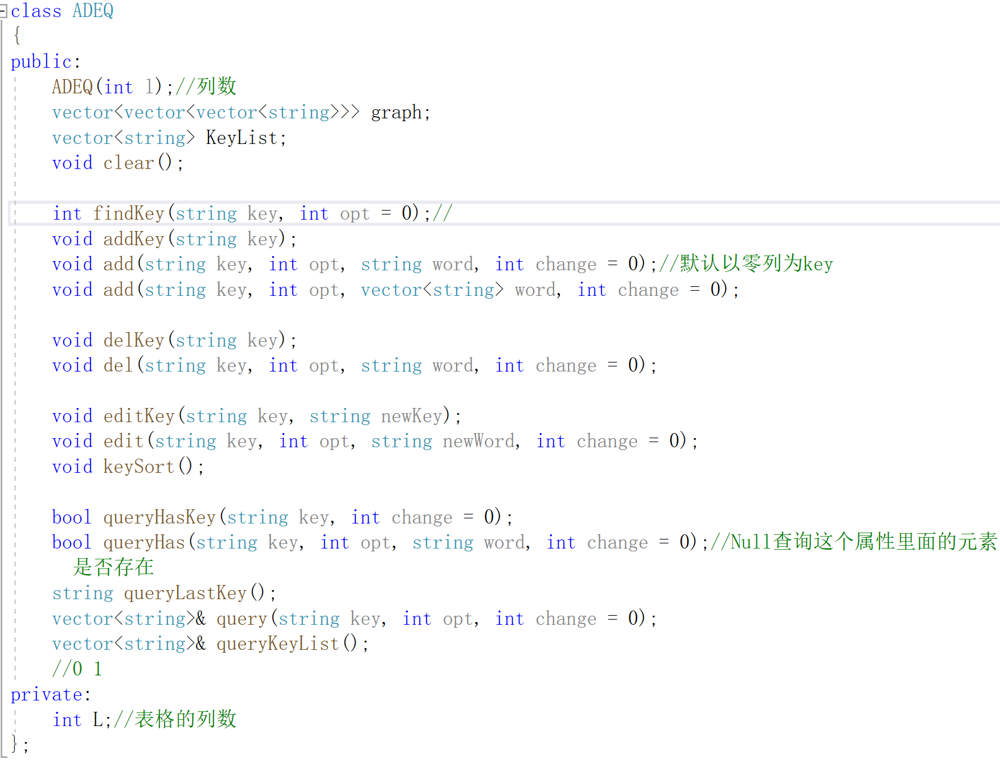 class ADEQ
{
public:
    ADEQ(int l);//列数
    vector<vector<vector<string>>> graph;
    vector<string> KeyList;
    void clear();

    int findKey(string key, int opt = 0);//
    void addKey(string key);
    void add(string key, int opt, string word, int change = 0);//默认以零列为key
    void add(string key, int opt, vector<string> word, int change = 0);

    void delKey(string key);
    void del(string key, int opt, string word, int change = 0);

    void editKey(string key, string newKey);
    void edit(string key, int opt, string newWord, int change = 0);
    void keySort();

    bool queryHasKey(string key, int change = 0);
    bool queryHas(string key, int opt, string word, int change = 0);//Null查询这个属性里面的元素
      是否存在
    string queryLastKey();
    vector<string>& query(string key, int opt, int change = 0);
    vector<string>& queryKeyList();
    //0 1
private:
    int L;//表格的列数
};